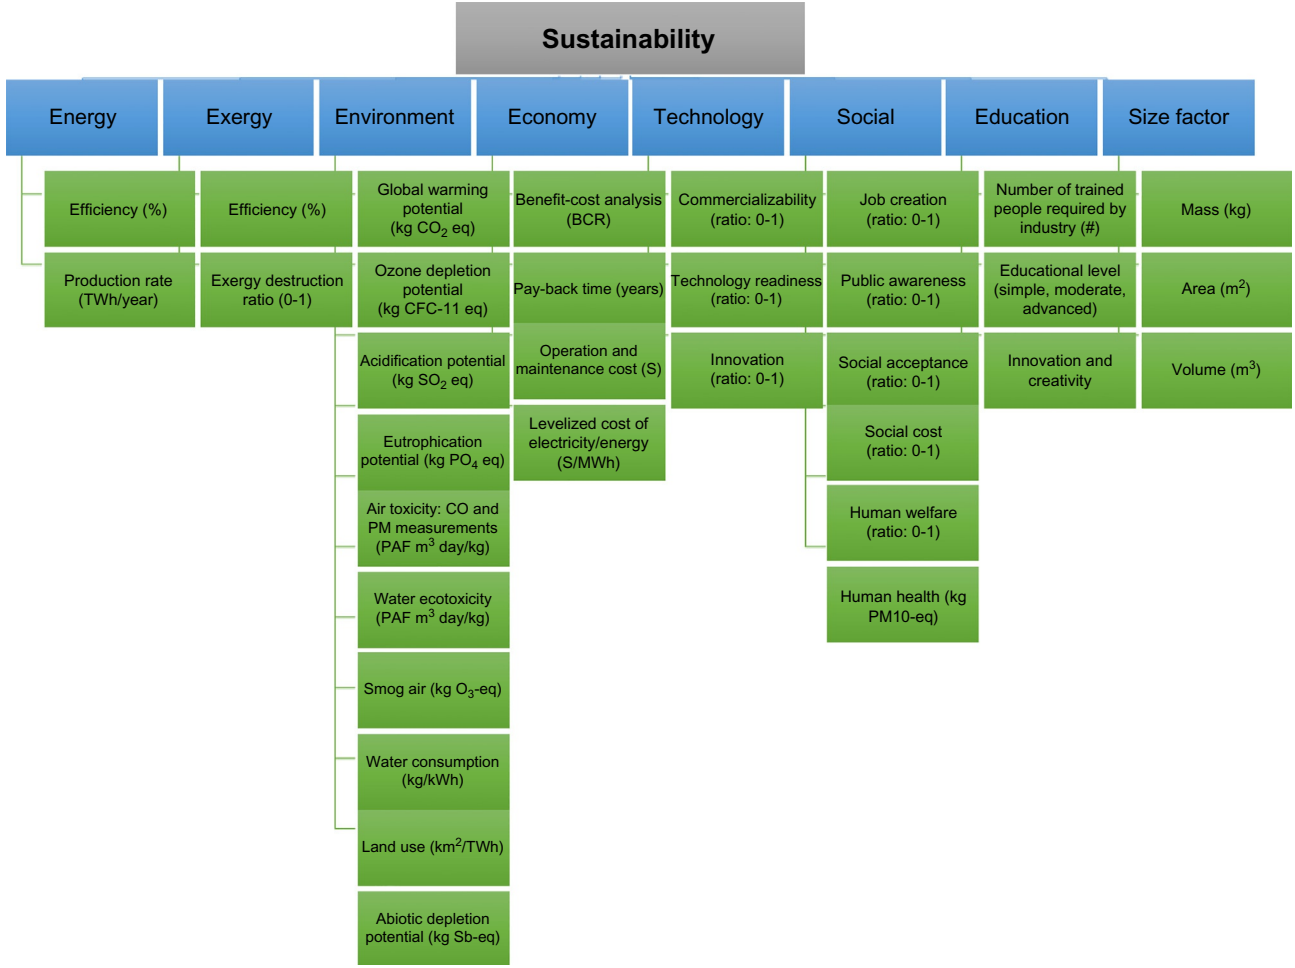 Sustainability
Energy
Exergy
Environment
Economy
Technology
Social
Education
Size factor
Efficiency (%)
Production rate
(TWh/year)
Efficiency (%)
Exergy destruction
ratio (0-1)
Global warming
potential
(kg CO₂ eq)
Ozone depletion
potential
(kg CFC-11 eq)
Acidification potential
(kg SO₂ eq)
Eutrophication
potential (kg PO₄ eq)
Air toxicity: CO and
PM measurements
(PAF m³ day/kg)
Water ecotoxicity
(PAF m³ day/kg)
Smog air (kg O₃-eq)
Water consumption
(kg/kWh)
Land use (km²/TWh)
Abiotic depletion
potential (kg Sb-eq)
Benefit-cost analysis
(BCR)
Pay-back time (years)
Operation and
maintenance cost (S)
Levelized cost of
electricity/energy
(S/MWh)
Commercializability
(ratio: 0-1)
Technology readiness
(ratio: 0-1)
Innovation
(ratio: 0-1)
Job creation
(ratio: 0-1)
Public awareness
(ratio: 0-1)
Social acceptance
(ratio: 0-1)
Social cost
(ratio: 0-1)
Human welfare
(ratio: 0-1)
Human health (kg
PM10-eq)
Number of trained
people required by
industry (#)
Educational level
(simple, moderate,
advanced)
Innovation and
creativity
Mass (kg)
Area (m²)
Volume (m³)